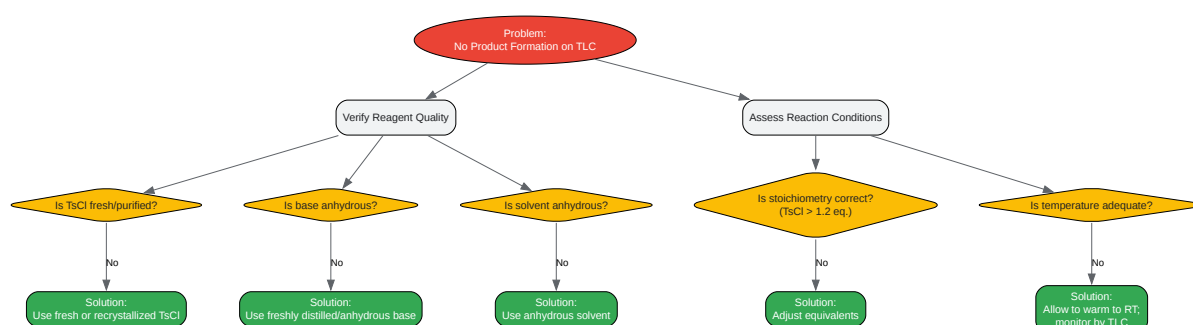 Problem:
No Product Formation on TLC
Verify Reagent Quality
Assess Reaction Conditions
Is TsCl fresh/purified?
Is base anhydrous?
Is solvent anhydrous?
Is stoichiometry correct?
(TsCl > 1.2 eq.)
Is temperature adequate?
No
No
No
No
No
Solution:
Use fresh or recrystallized TsCl
Solution:
Use freshly distilled/anhydrous base
Solution:
Use anhydrous solvent
Solution:
Adjust equivalents
Solution:
Allow to warm to RT;
monitor by TLC